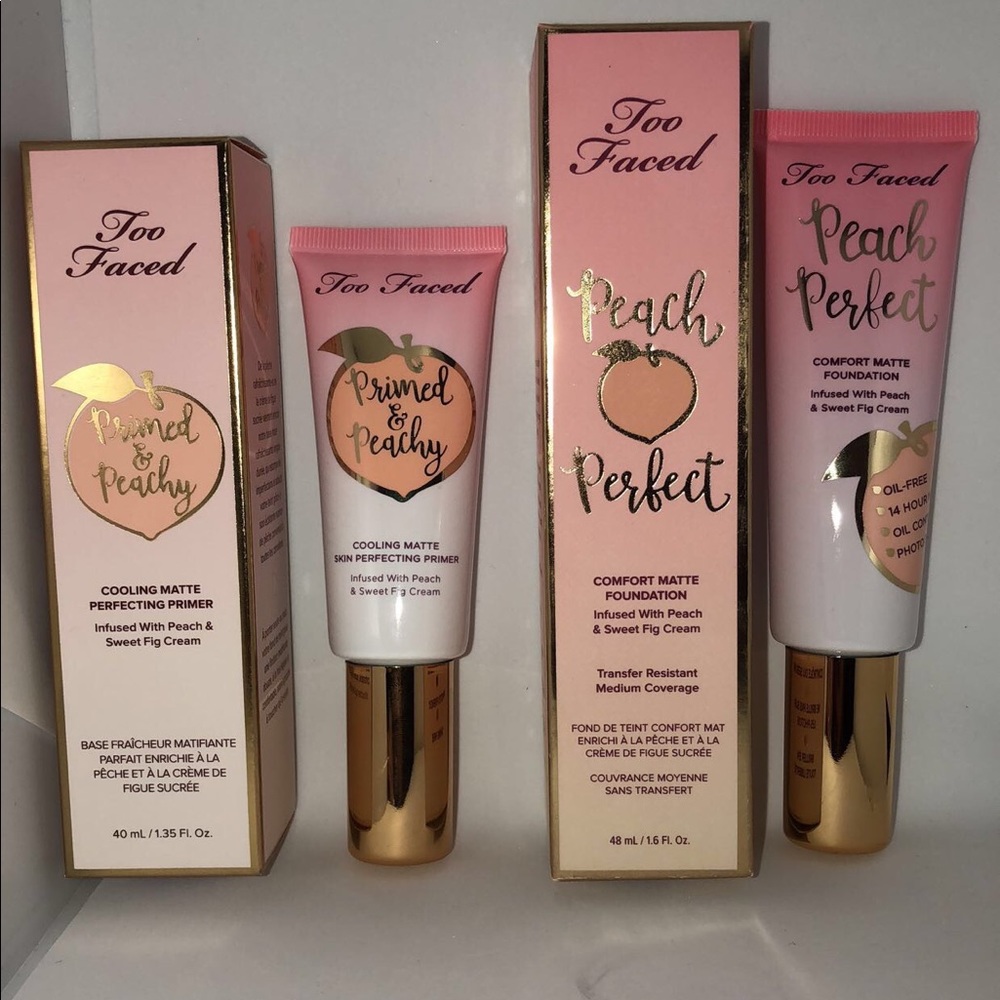 Too
Faced
Primed
&
Peachy
COOLING MATTE
PERFECTING PRIMER
Infused With Peach &
Sweet Fig Cream
BASE FRAÎCHEUR MATIFIANTE
PARFAIT ENRICHIE À LA
PÊCHE ET À LA CRÈME DE
FIGUE SUCRÉE
40 mL / 1.35 Fl. Oz.
Too Faced
Primed
&
Peachy
COOLING MATTE
SKIN PERFECTING PRIMER
Infused With Peach
& Sweet Fig Cream
Too
Faced
Peach
Perfect
COMFORT MATTE
FOUNDATION
Infused With Peach
& Sweet Fig Cream
Transfer Resistant
Medium Coverage
FOND DE TEINT CONFORT MAT
ENRICHI À LA PÊCHE ET À LA
CRÈME DE FIGUE SUCRÉE
COUVRANCE MOYENNE
SANS TRANSFERT
48 mL / 1.6 Fl. Oz.
Too Faced
Peach
Perfect
COMFORT MATTE
FOUNDATION
Infused With Peach
& Sweet Fig Cream
OIL-FREE
14 HOUR
OIL CON
PHOTO